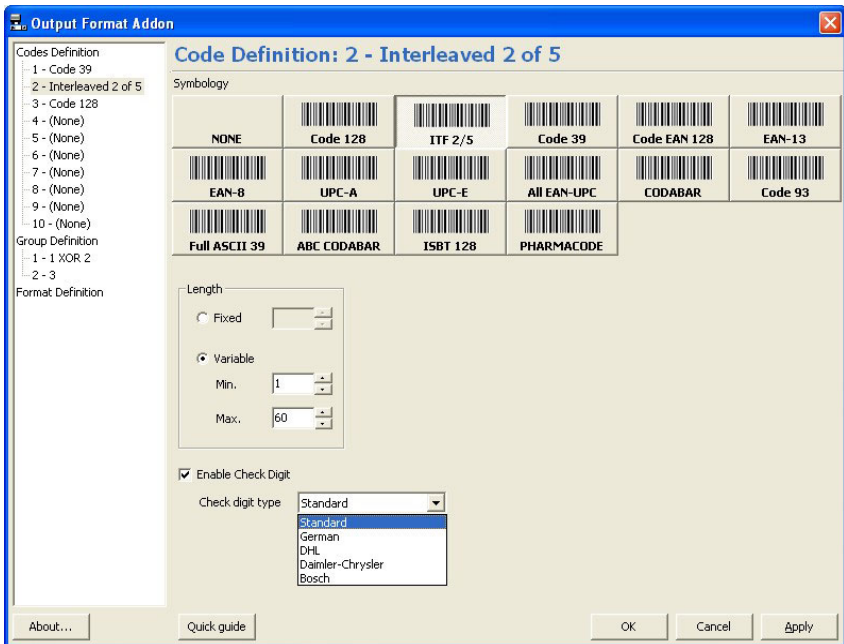 Output Format Addon
Codes Definition
1 - Code 39
2 - Interleaved 2 of 5
3 - Code 128
4 - (None)
5 - (None)
6 - (None)
7 - (None)
8 - (None)
9 - (None)
10 - (None)
Group Definition
1 - 1 XOR 2
2 - 3
Format Definition
Code Definition: 2 - Interleaved 2 of 5
Symbology
NONE Code 128 ITF 2/5 Code 39 Code EAN 128 EAN-13
EAN-8 UPC-A UPC-E All EAN-UPC CODABAR Code 93
Full ASCII 39 ABC CODABAR ISBT 128 PHARMACODE
Length
Fixed
Variable
Min. 1
Max. 60
Enable Check Digit
Check digit type Standard
Standard
German
DHL
Daimler-Chrysler
Bosch
About... Quick guide OK Cancel Apply